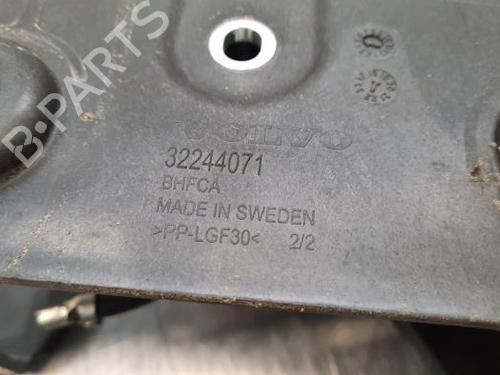 B-PARTS
VOLVO
32244071
BHFCA
MADE IN SWEDEN
>PP-LGF30< 2/2